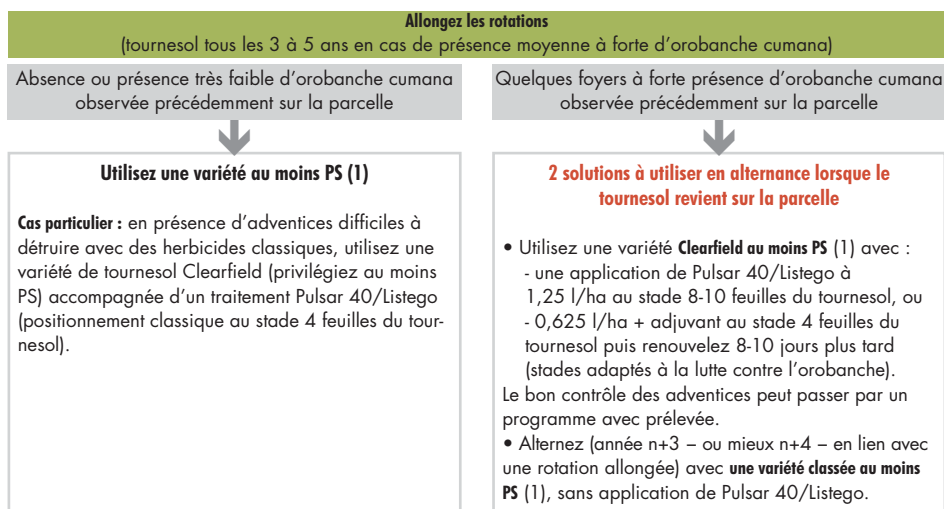 Allongez les rotations
(tournesol tous les 3 à 5 ans en cas de présence moyenne à forte d'orobanche cumana)
Absence ou présence très faible d'orobanche cumana
observée précédemment sur la parcelle
Utilisez une variété au moins PS (1)
Cas particulier : en présence d'adventices difficiles à
détruire avec des herbicides classiques, utilisez une
variété de tournesol Clearfield (privilégiez au moins
PS) accompagnée d'un traitement Pulsar 40/Listego
(positionnement classique au stade 4 feuilles du tour-
nesol).
Quelques foyers à forte présence d'orobanche cumana
observée précédemment sur la parcelle
2 solutions à utiliser en alternance lorsque le
tournesol revient sur la parcelle
• Utilisez une variété Clearfield au moins PS (1) avec :
- une application de Pulsar 40/Listego à
1,25 l/ha au stade 8-10 feuilles du tournesol, ou
- 0,625 l/ha + adjuvant au stade 4 feuilles du
tournesol puis renouvelez 8-10 jours plus tard
(stades adaptés à la lutte contre l'orobanche).
Le bon contrôle des adventices peut passer par un
programme avec prélevée.
• Alternez (année n+3 – ou mieux n+4 – en lien avec
une rotation allongée) avec une variété classée au moins
PS (1), sans application de Pulsar 40/Listego.